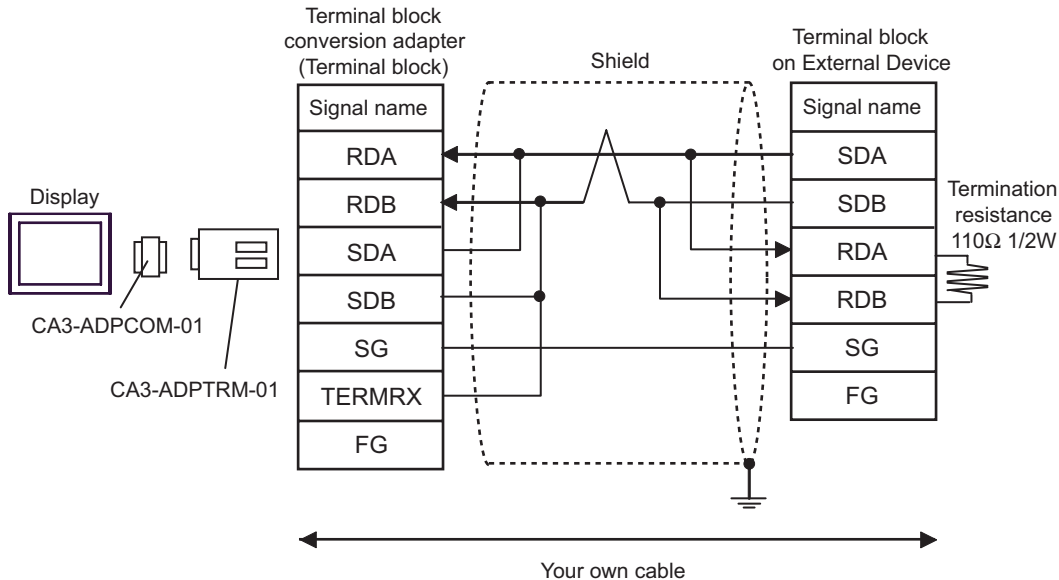 Terminal block
conversion adapter
(Terminal block)
Shield
Terminal block
on External Device
Signal name
RDA
RDB
SDA
SDB
SG
TERMRX
FG
Signal name
SDA
SDB
RDA
RDB
SG
FG
Display
CA3-ADPCOM-01
CA3-ADPTRM-01
Termination
resistance
110Ω 1/2W
Your own cable